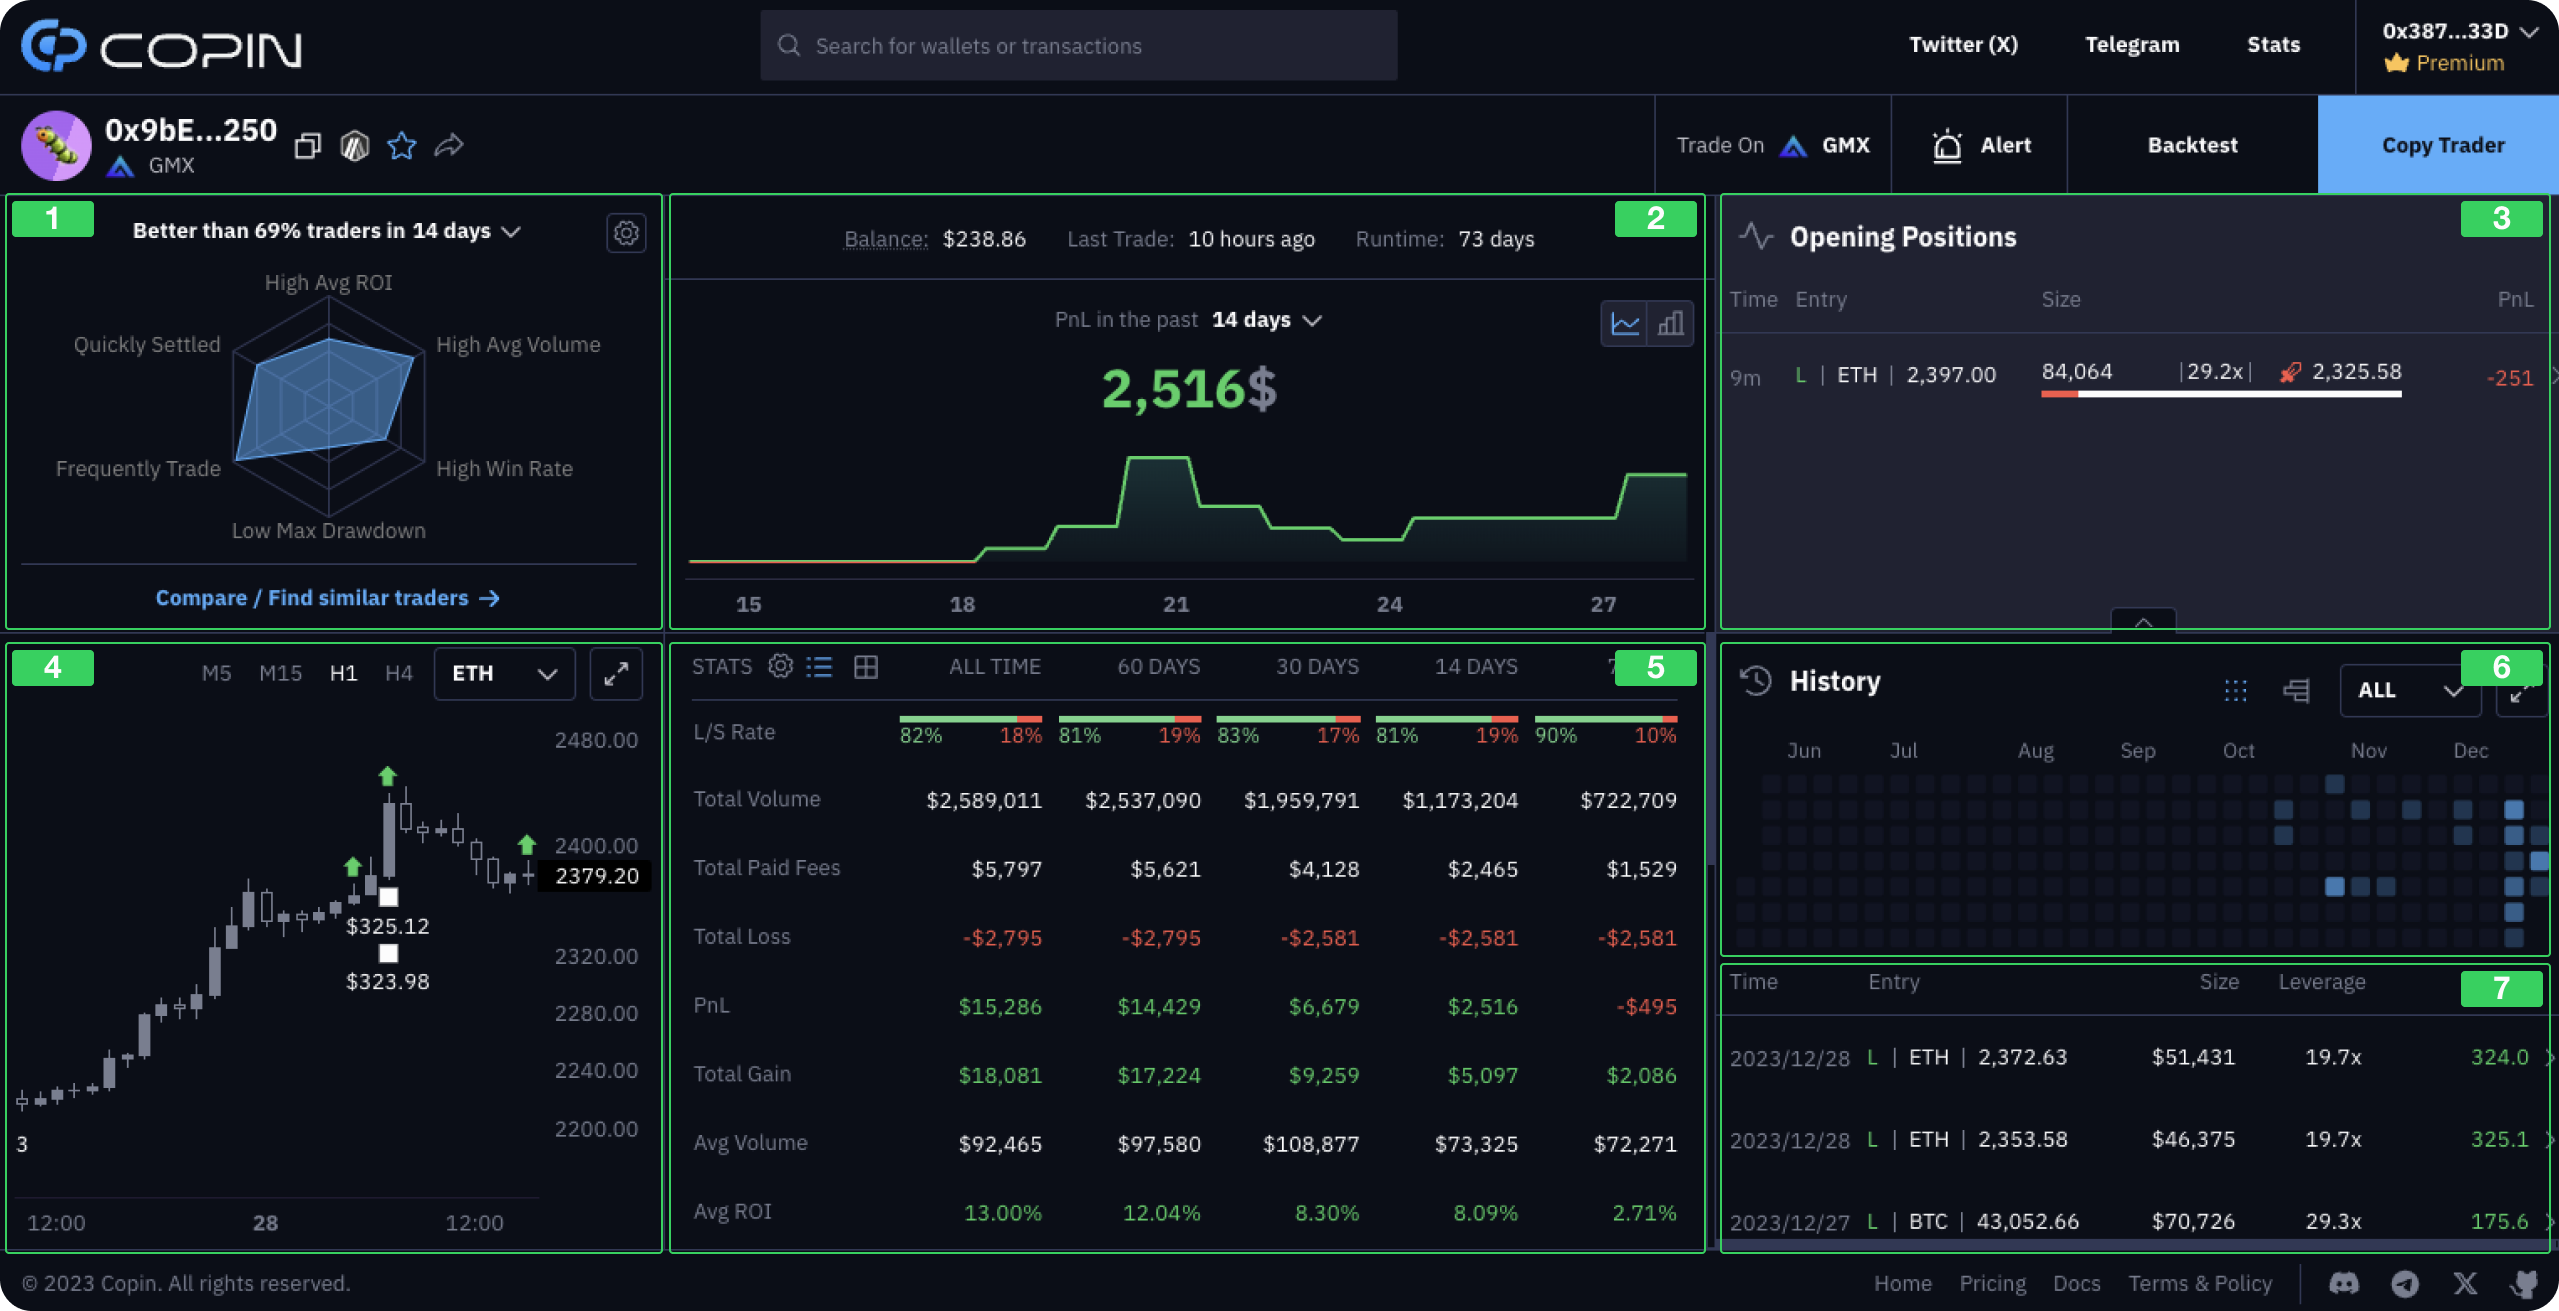 COPIN
Search for wallets or transactions
Twitter (X) Telegram Stats
0x387...33D
Premium
0x9bE...250
GMX
Trade On GMX Alert Backtest Copy Trader
1
Better than 69% traders in 14 days
High Avg ROI
Quickly Settled High Avg Volume
Frequently Trade High Win Rate
Low Max Drawdown
Compare / Find similar traders →
2
Balance: $238.86 Last Trade: 10 hours ago Runtime: 73 days
PnL in the past 14 days
2,516$
15 18 21 24 27
3
Opening Positions
Time Entry Size PnL
9m L | ETH | 2,397.00 84,064 |29.2x| 2,325.58 -251
4
M5 M15 H1 H4 ETH
2480.00
2400.00
2379.20
$325.12
2320.00
$323.98
2280.00
2240.00
2200.00
3
12:00 28 12:00
5
STATS ALL TIME 60 DAYS 30 DAYS 14 DAYS 7
L/S Rate 82% 18% 81% 19% 83% 17% 81% 19% 90% 10%
Total Volume $2,589,011 $2,537,090 $1,959,791 $1,173,204 $722,709
Total Paid Fees $5,797 $5,621 $4,128 $2,465 $1,529
Total Loss -$2,795 -$2,795 -$2,581 -$2,581 -$2,581
PnL $15,286 $14,429 $6,679 $2,516 -$495
Total Gain $18,081 $17,224 $9,259 $5,097 $2,086
Avg Volume $92,465 $97,580 $108,877 $73,325 $72,271
Avg ROI 13.00% 12.04% 8.30% 8.09% 2.71%
6
History ALL
Jun Jul Aug Sep Oct Nov Dec
7
Time Entry Size Leverage
2023/12/28 L | ETH | 2,372.63 $51,431 19.7x 324.0
2023/12/28 L | ETH | 2,353.58 $46,375 19.7x 325.1
2023/12/27 L | BTC | 43,052.66 $70,726 29.3x 175.6
© 2023 Copin. All rights reserved.
Home Pricing Docs Terms & Policy